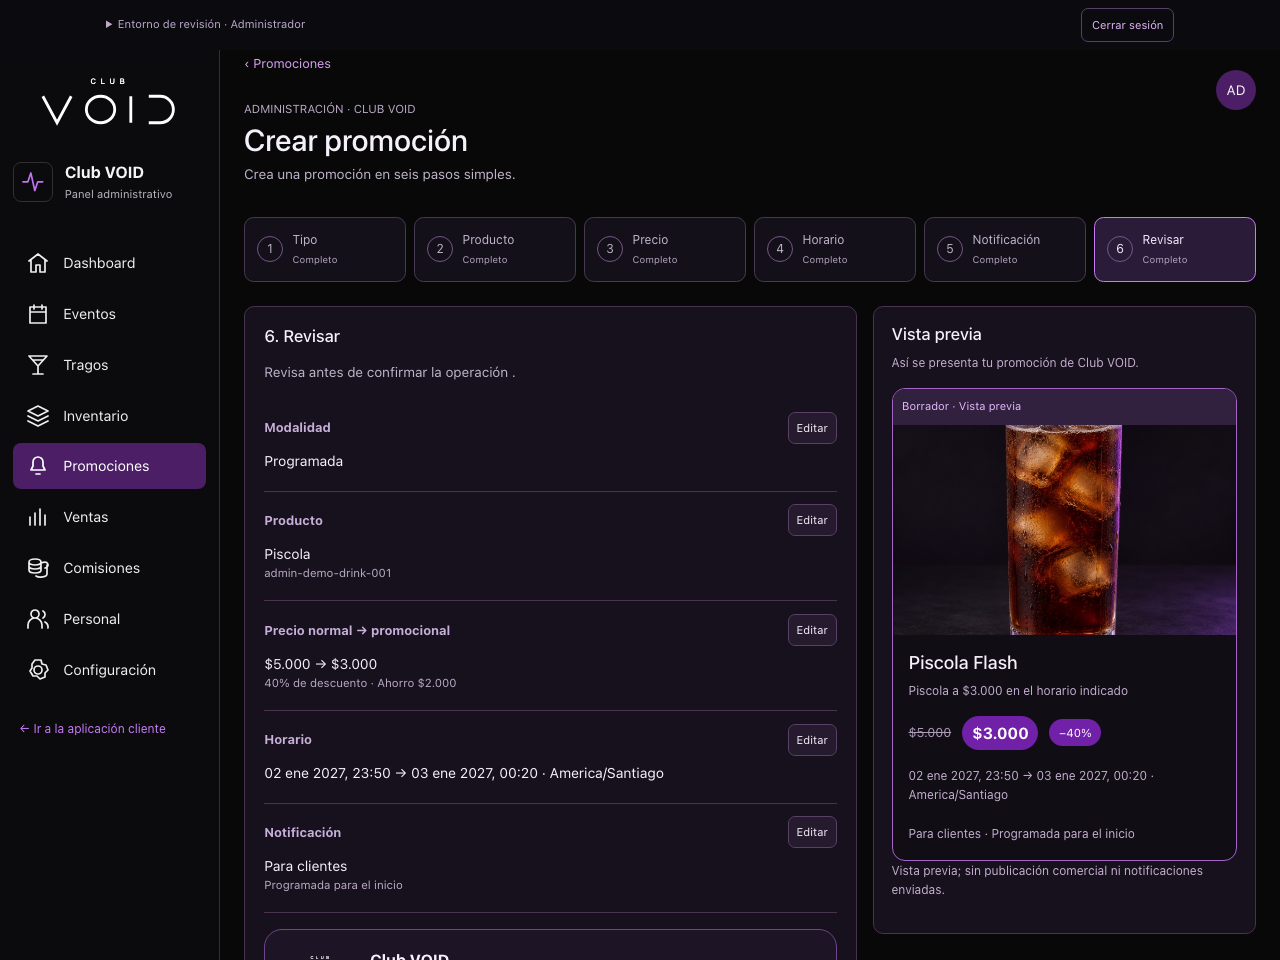 Entorno de revisión · Administrador
Cerrar sesión
CLUB
VOID
Club VOID
Panel administrativo
Dashboard
Eventos
Tragos
Inventario
Promociones
Ventas
Comisiones
Personal
Configuración
← Ir a la aplicación cliente
‹ Promociones
AD
ADMINISTRACIÓN · CLUB VOID
Crear promoción
Crea una promoción en seis pasos simples.
1
Tipo
Completo
2
Producto
Completo
3
Precio
Completo
4
Horario
Completo
5
Notificación
Completo
6
Revisar
Completo
6. Revisar
Revisa antes de confirmar la operación .
Modalidad
Editar
Programada
Producto
Editar
Piscola
admin-demo-drink-001
Precio normal → promocional
Editar
$5.000 → $3.000
40% de descuento · Ahorro $2.000
Horario
Editar
02 ene 2027, 23:50 → 03 ene 2027, 00:20 · America/Santiago
Notificación
Editar
Para clientes
Programada para el inicio
CLUB
Club VOID
Vista previa
Así se presenta tu promoción de Club VOID.
Borrador · Vista previa
Piscola Flash
Piscola a $3.000 en el horario indicado
$5.000 $3.000 −40%
02 ene 2027, 23:50 → 03 ene 2027, 00:20 ·
America/Santiago
Para clientes · Programada para el inicio
Vista previa; sin publicación comercial ni notificaciones
enviadas.